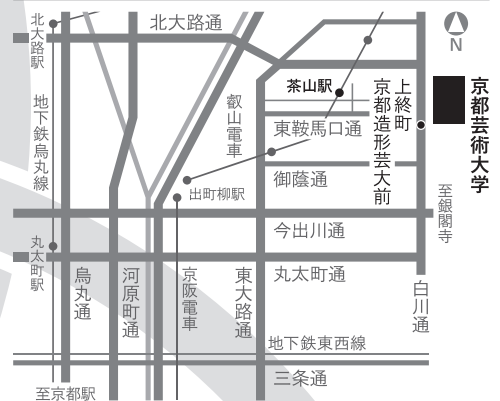 北大路駅
北大路通
N
茶山駅
上終町
京都造形芸大前
京都芸術大学
地下鉄烏丸線
叡山電車
東鞍馬口通
御蔭通
出町柳駅
至銀閣寺
今出川通
丸太町駅
烏丸通
河原町通
京阪電車
東大路通
丸太町通
白川通
地下鉄東西線
三条通
至京都駅